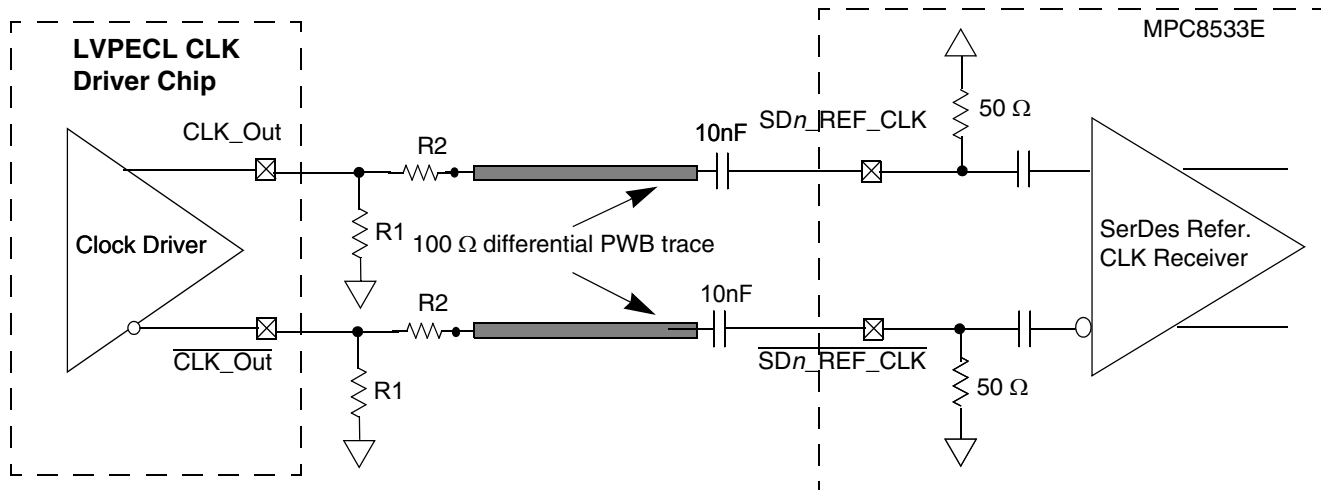 MPC8533E
LVPECL CLK
Driver Chip
CLK_Out
R2
10nF
SDn_REF_CLK
50 Ω
Clock Driver
R1
100 Ω differential PWB trace
SerDes Refer.
CLK Receiver
R2
10nF
CLK_Out
SDn_REF_CLK
R1
50 Ω